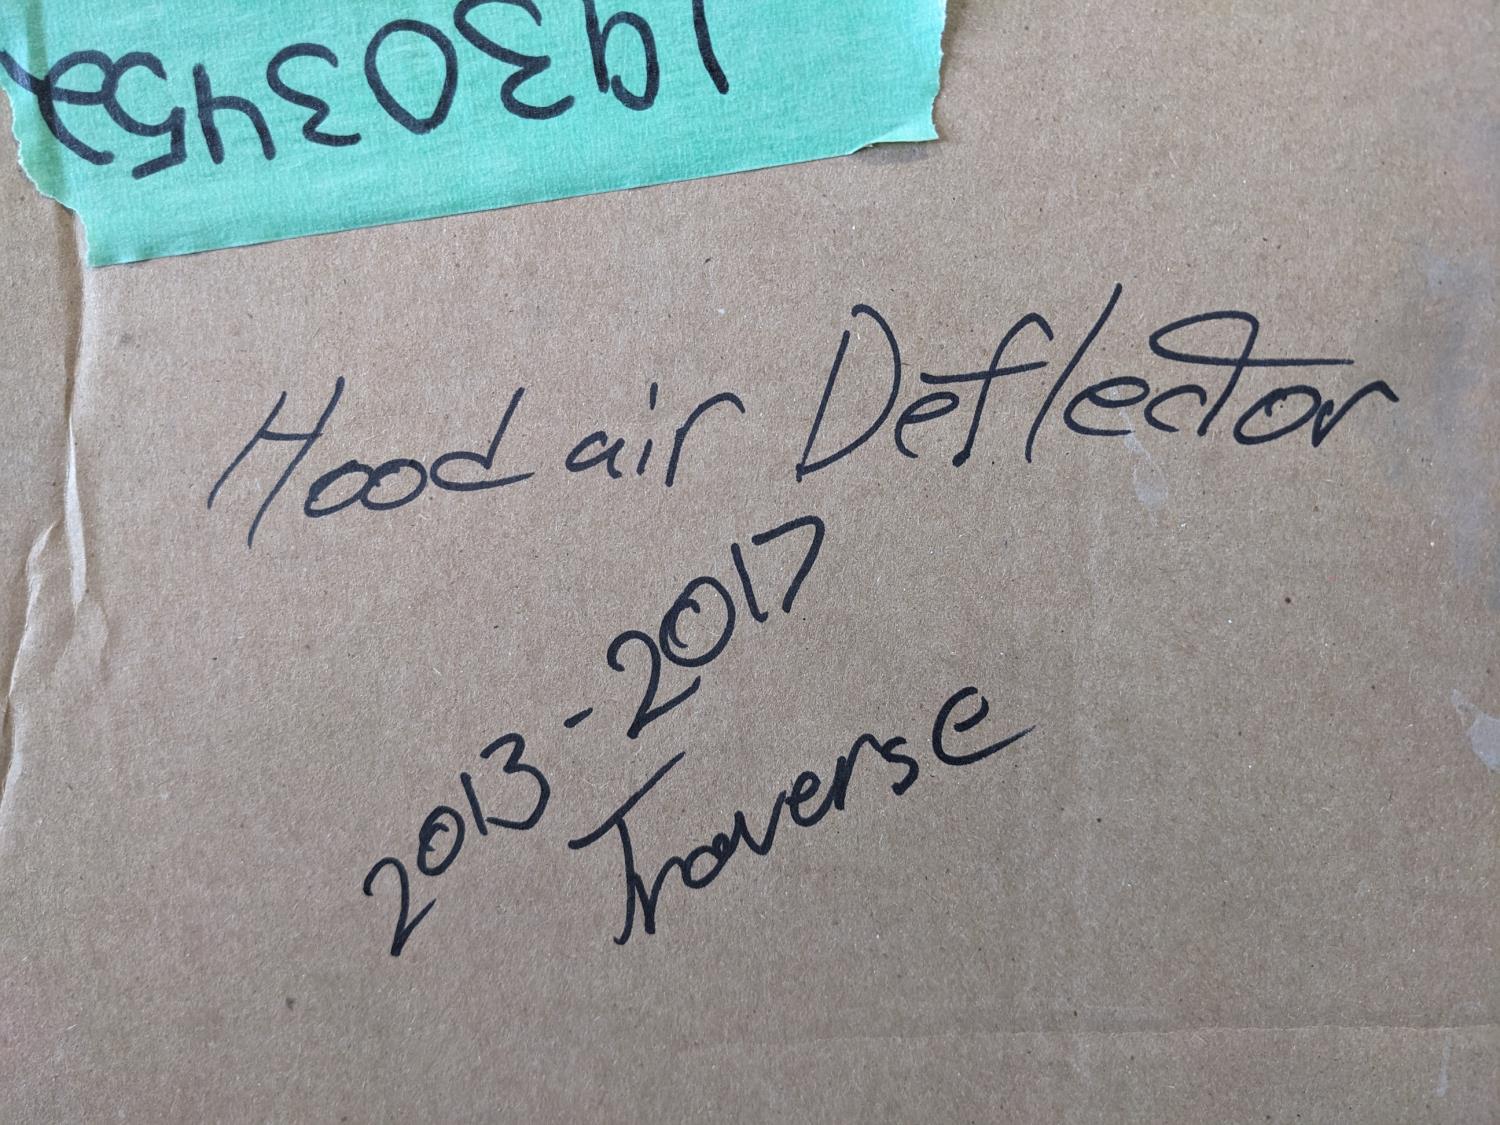 19303452
Hood air Deflector
2013-2017
Traverse